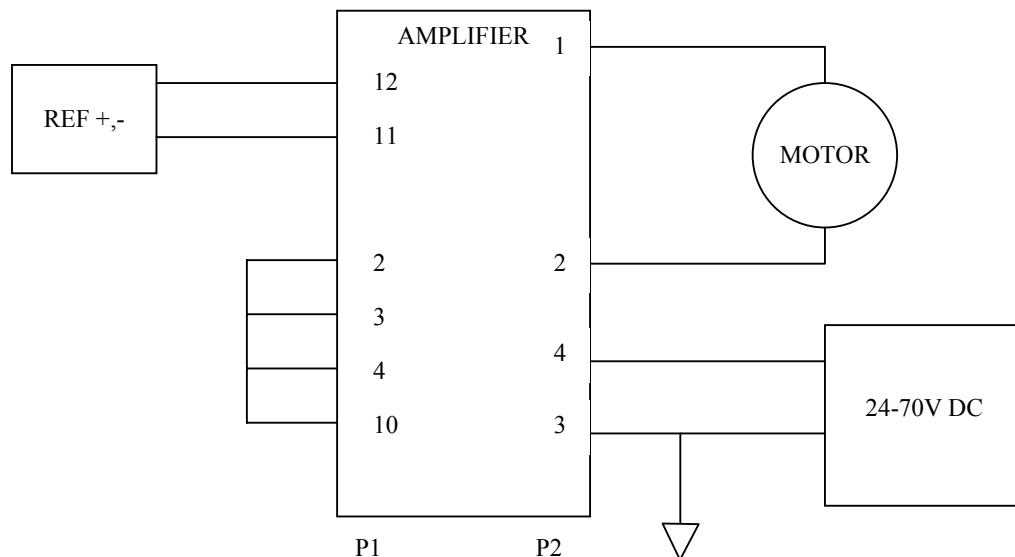 AMPLIFIER
1
12
REF +,-
11
MOTOR
2
2
3
4
4
24-70V DC
10
3
P1
P2